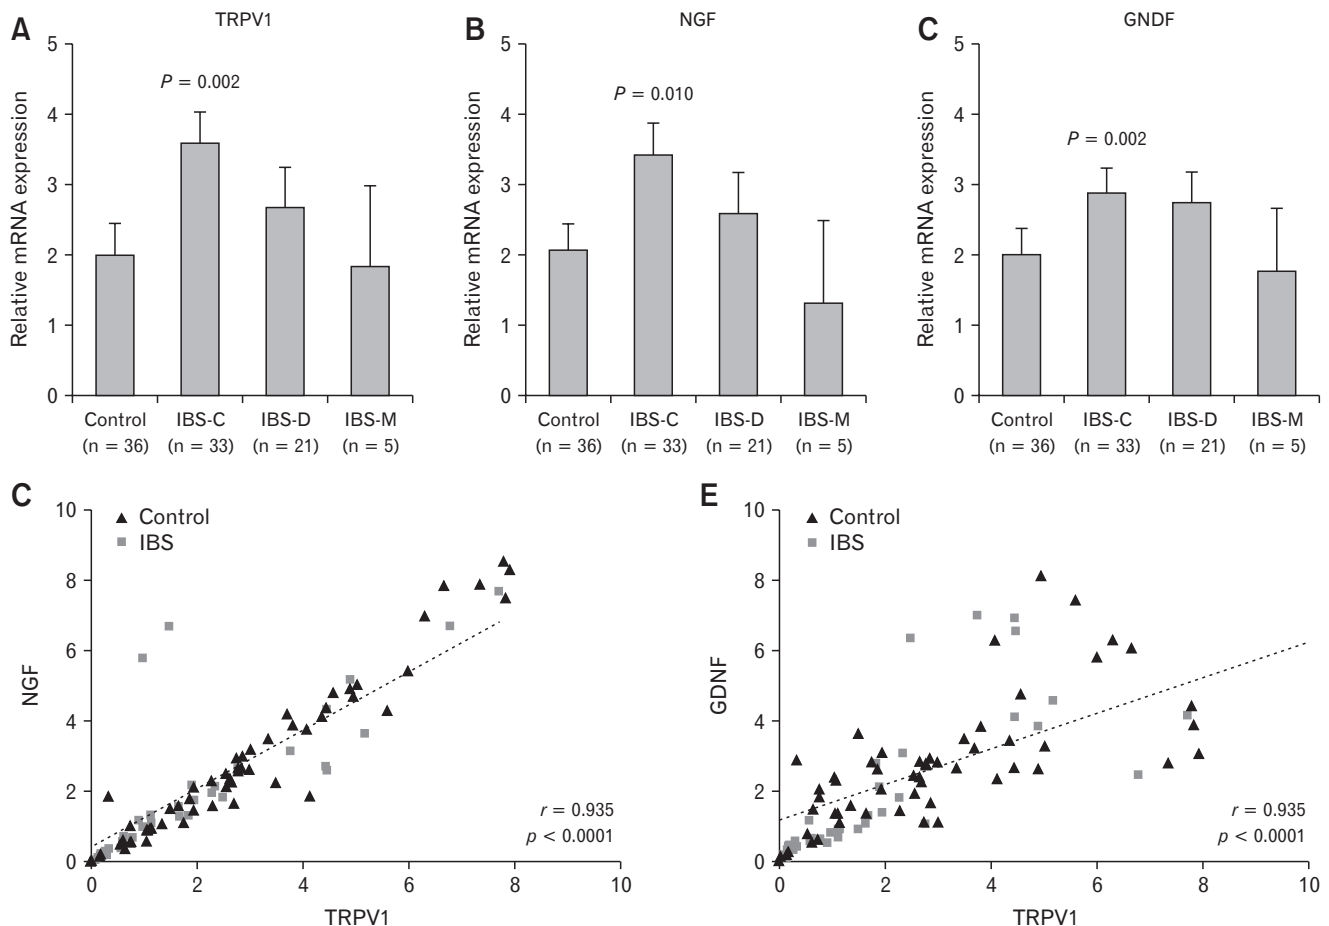 A
TRPV1
5
4
3
2
1
0
Relative mRNA expression
P = 0.002
Control
(n = 36)
IBS-C
(n = 33)
IBS-D
(n = 21)
IBS-M
(n = 5)
B
NGF
5
4
3
2
1
0
Relative mRNA expression
P = 0.010
Control
(n = 36)
IBS-C
(n = 33)
IBS-D
(n = 21)
IBS-M
(n = 5)
C
GNDF
5
4
3
2
1
0
Relative mRNA expression
P = 0.002
Control
(n = 36)
IBS-C
(n = 33)
IBS-D
(n = 21)
IBS-M
(n = 5)
C
10
8
6
4
2
0
NGF
Control
IBS
r = 0.935
p < 0.0001
0 2 4 6 8 10
TRPV1
E
10
8
6
4
2
0
GDNF
Control
IBS
r = 0.935
p < 0.0001
0 2 4 6 8 10
TRPV1